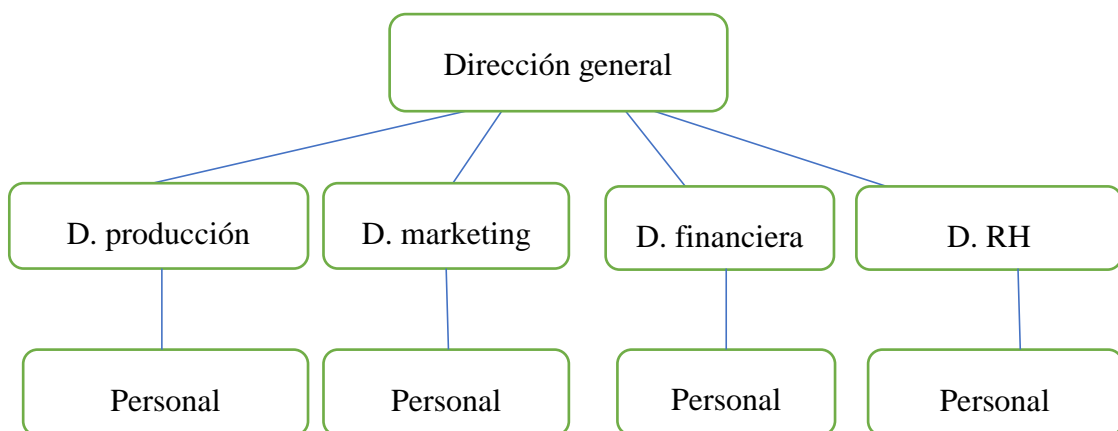 Dirección general
D. producción
D. marketing
D. financiera
D. RH
Personal
Personal
Personal
Personal